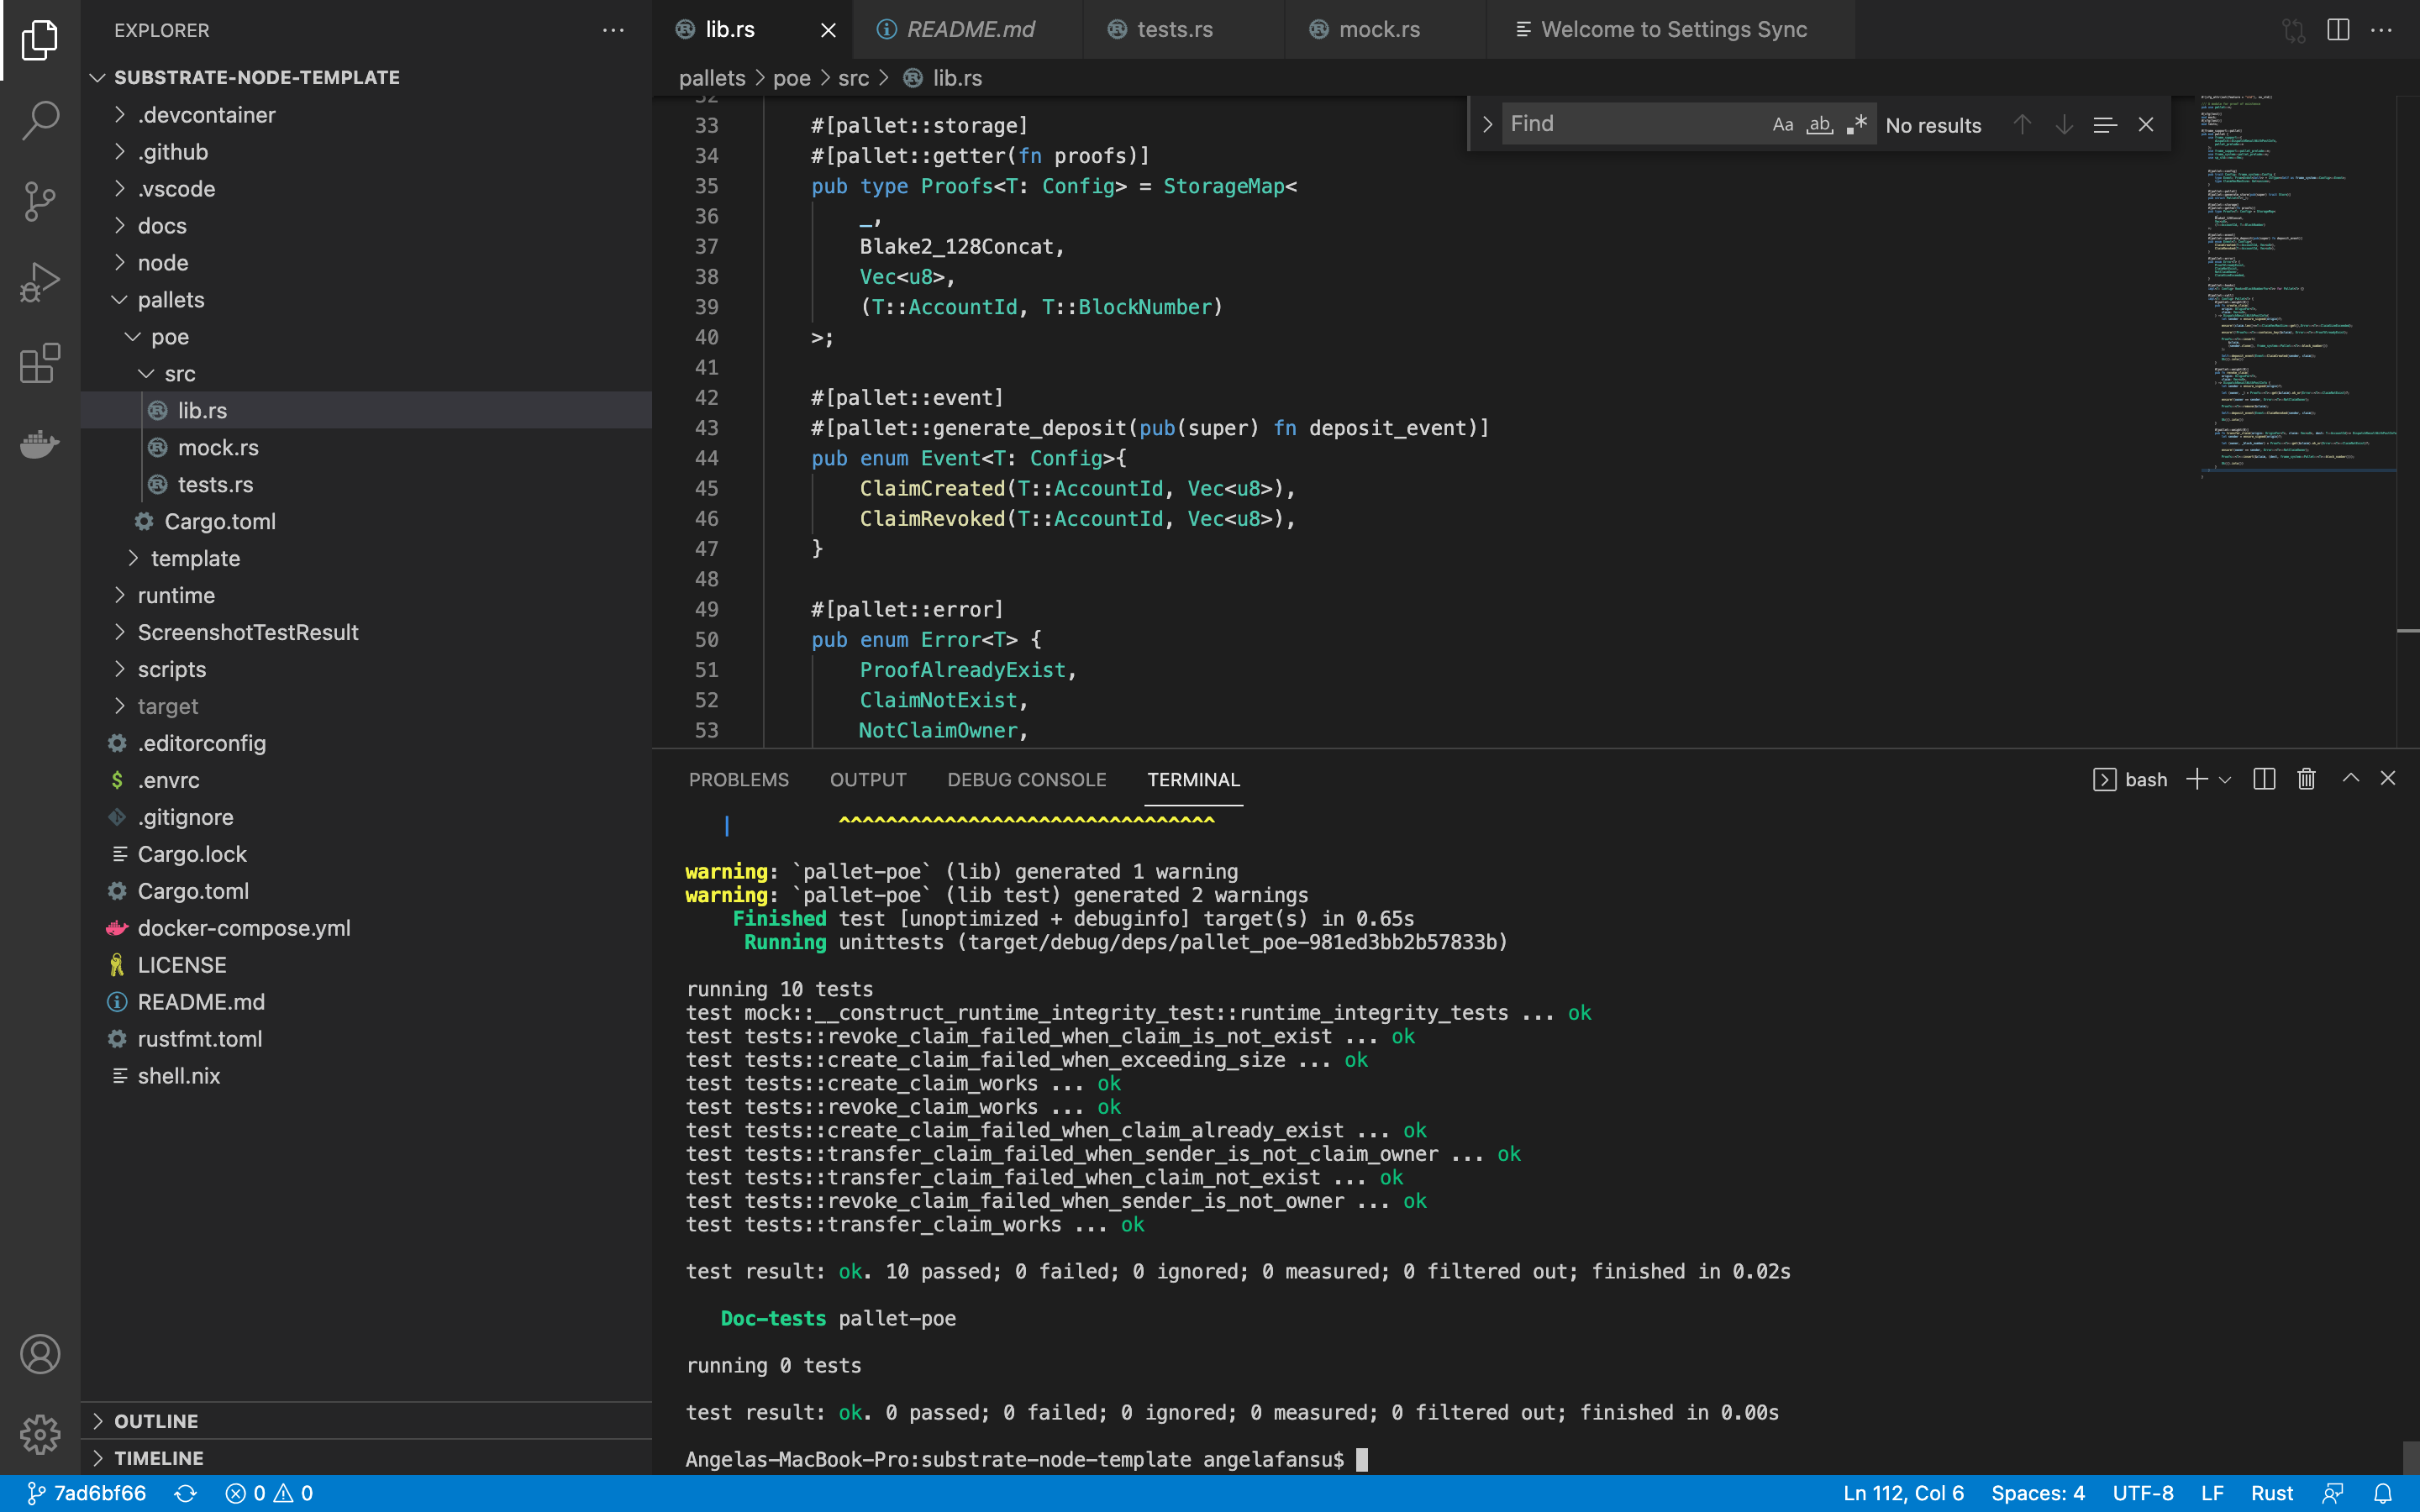 EXPLORER
SUBSTRATE-NODE-TEMPLATE
.devcontainer
.github
.vscode
docs
node
pallets
poe
src
lib.rs
mock.rs
tests.rs
Cargo.toml
template
runtime
ScreenshotTestResult
scripts
target
.editorconfig
.envrc
.gitignore
Cargo.lock
Cargo.toml
docker-compose.yml
LICENSE
README.md
rustfmt.toml
shell.nix
OUTLINE
TIMELINE
lib.rs README.md tests.rs mock.rs Welcome to Settings Sync
pallets > poe > src > lib.rs
Find Aa ab .* No results
32
33 #[pallet::storage]
34 #[pallet::getter(fn proofs)]
35 pub type Proofs<T: Config> = StorageMap<
36 _,
37 Blake2_128Concat,
38 Vec<u8>,
39 (T::AccountId, T::BlockNumber)
40 >;
41
42 #[pallet::event]
43 #[pallet::generate_deposit(pub(super) fn deposit_event)]
44 pub enum Event<T: Config>{
45 ClaimCreated(T::AccountId, Vec<u8>),
46 ClaimRevoked(T::AccountId, Vec<u8>),
47 }
48
49 #[pallet::error]
50 pub enum Error<T> {
51 ProofAlreadyExist,
52 ClaimNotExist,
53 NotClaimOwner,
PROBLEMS OUTPUT DEBUG CONSOLE TERMINAL bash
| ^^^^^^^^^^^^^^^^^^^^^^^^^^^^^^^^
warning: `pallet-poe` (lib) generated 1 warning
warning: `pallet-poe` (lib test) generated 2 warnings
Finished test [unoptimized + debuginfo] target(s) in 0.65s
Running unittests (target/debug/deps/pallet_poe-981ed3bb2b57833b)
running 10 tests
test mock::__construct_runtime_integrity_test::runtime_integrity_tests ... ok
test tests::revoke_claim_failed_when_claim_is_not_exist ... ok
test tests::create_claim_failed_when_exceeding_size ... ok
test tests::create_claim_works ... ok
test tests::revoke_claim_works ... ok
test tests::create_claim_failed_when_claim_already_exist ... ok
test tests::transfer_claim_failed_when_sender_is_not_claim_owner ... ok
test tests::transfer_claim_failed_when_claim_not_exist ... ok
test tests::revoke_claim_failed_when_sender_is_not_owner ... ok
test tests::transfer_claim_works ... ok
test result: ok. 10 passed; 0 failed; 0 ignored; 0 measured; 0 filtered out; finished in 0.02s
Doc-tests pallet-poe
running 0 tests
test result: ok. 0 passed; 0 failed; 0 ignored; 0 measured; 0 filtered out; finished in 0.00s
Angelas-MacBook-Pro:substrate-node-template angelafansu$
7ad6bf66 0 0 Ln 112, Col 6 Spaces: 4 UTF-8 LF Rust